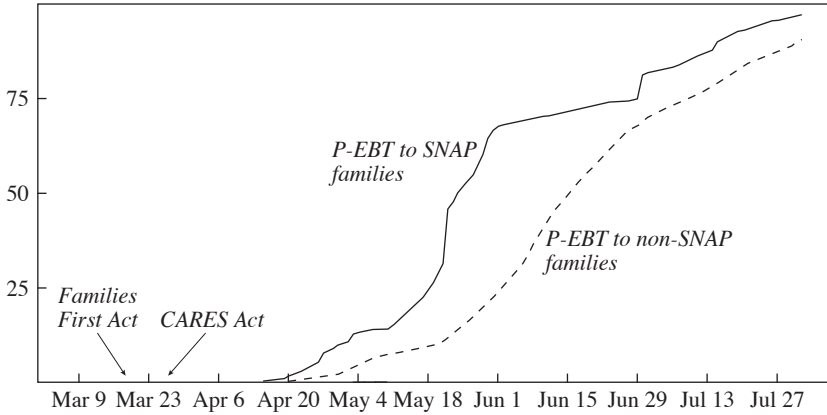 75
50
25
P-EBT to SNAP
families
P-EBT to non-SNAP
families
Families
First Act
CARES Act
Mar 9 Mar 23 Apr 6 Apr 20 May 4 May 18 Jun 1 Jun 15 Jun 29 Jul 13 Jul 27